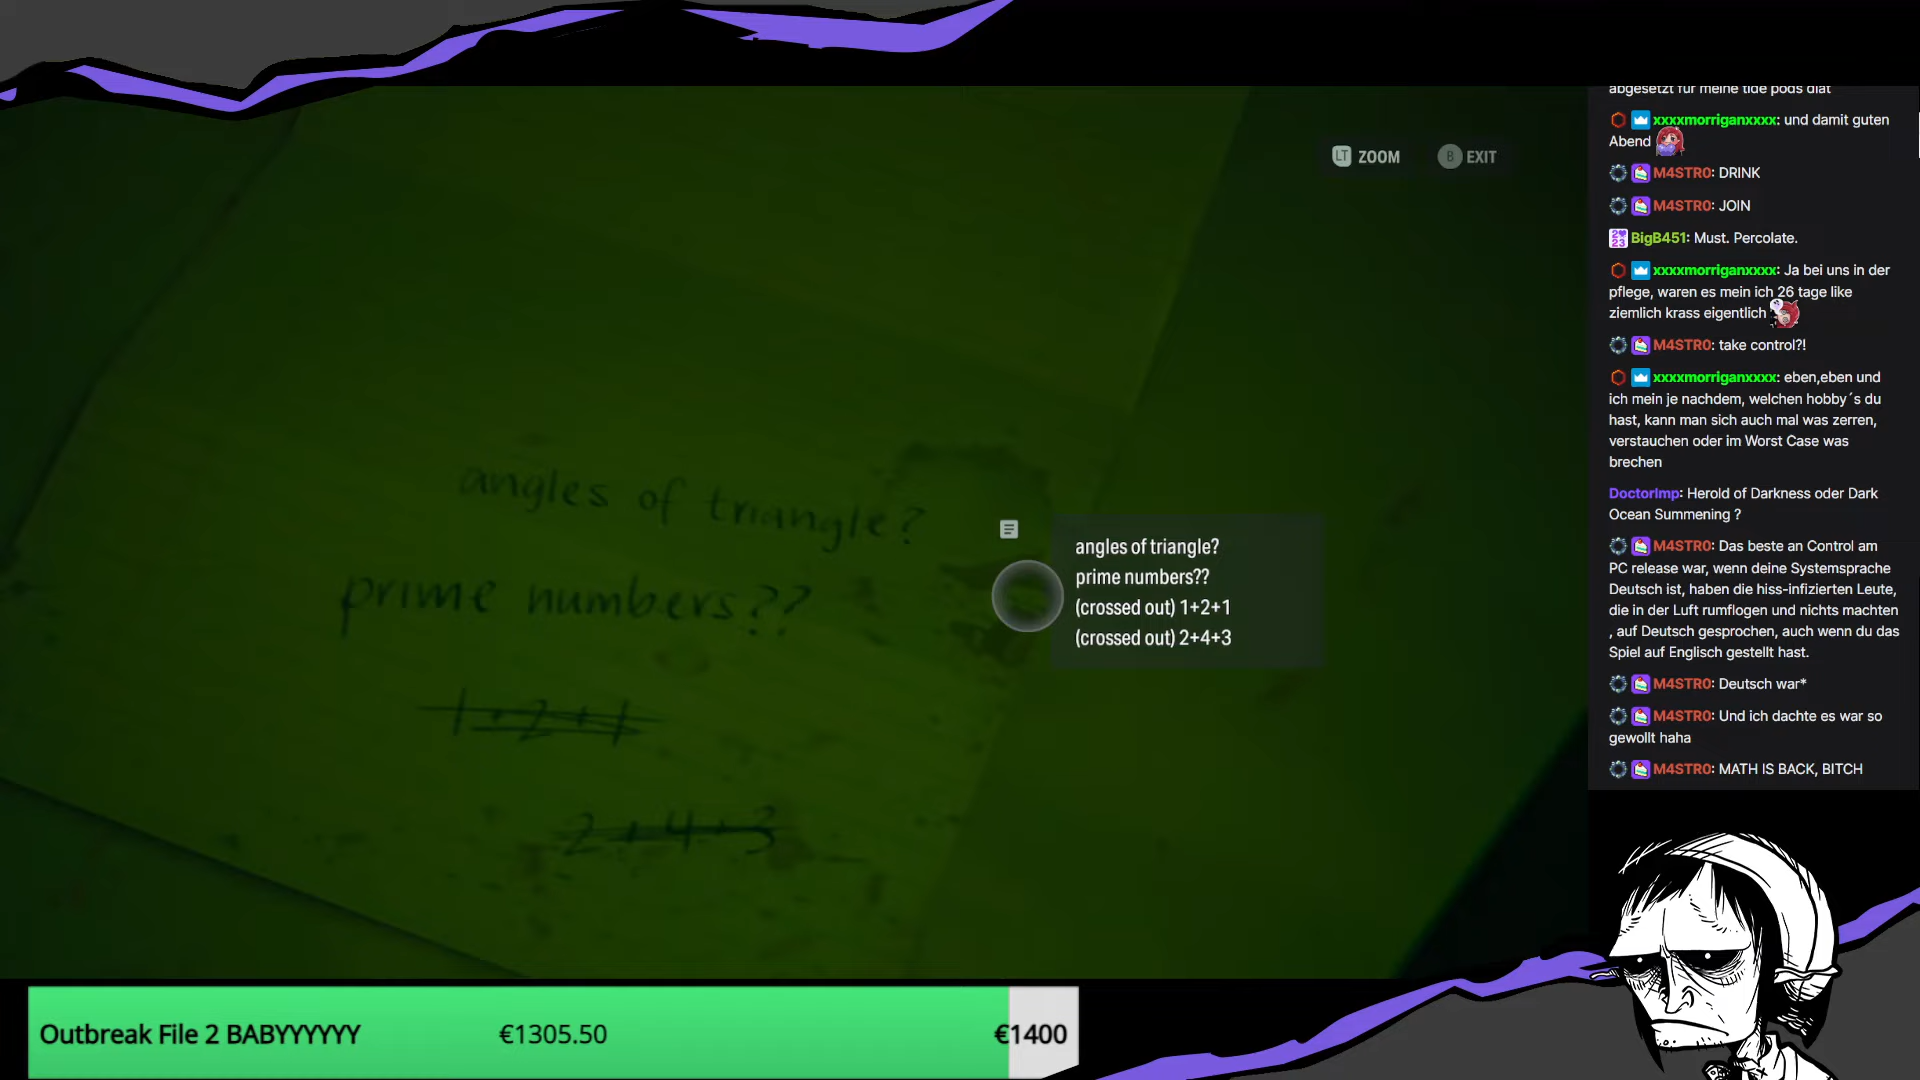 abgesetzt für meine tide pods diät
xxxxmorriganxxxx: und damit guten
Abend
M4STR0: DRINK
M4STR0: JOIN
BigB451: Must. Percolate.
xxxxmorriganxxxx: Ja bei uns in der
pflege, waren es mein ich 26 tage like
ziemlich krass eigentlich
M4STR0: take control?!
xxxxmorriganxxxx: eben,eben und
ich mein je nachdem, welchen hobby´s du
hast, kann man sich auch mal was zerren,
verstauchen oder im Worst Case was
brechen
DoctorImp: Herold of Darkness oder Dark
Ocean Summening ?
M4STR0: Das beste an Control am
PC release war, wenn deine Systemsprache
Deutsch ist, haben die hiss-infizierten Leute,
die in der Luft rumflogen und nichts machten
, auf Deutsch gesprochen, auch wenn du das
Spiel auf Englisch gestellt hast.
M4STR0: Deutsch war*
M4STR0: Und ich dachte es war so
gewollt haha
M4STR0: MATH IS BACK, BITCH
LT ZOOM B EXIT
angles of triangle?
prime numbers??
1+2+1
2+4+3
angles of triangle?
prime numbers??
(crossed out) 1+2+1
(crossed out) 2+4+3
Outbreak File 2 BABYYYYYY €1305.50 €1400